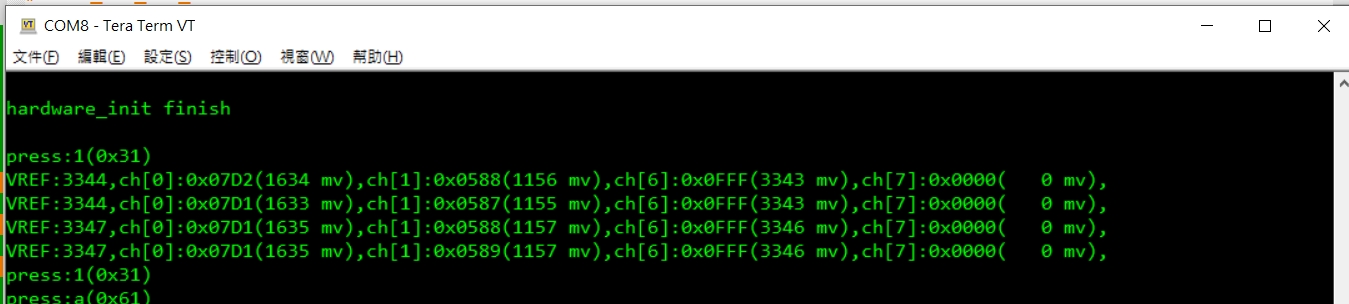 COM8 - Tera Term VT
文件(F) 編輯(E) 設定(S) 控制(O) 視窗(W) 幫助(H)
hardware_init finish
press:1(0x31)
VREF:3344,ch[0]:0x07D2(1634 mv),ch[1]:0x0588(1156 mv),ch[6]:0x0FFF(3343 mv),ch[7]:0x0000(   0 mv),
VREF:3344,ch[0]:0x07D1(1633 mv),ch[1]:0x0587(1155 mv),ch[6]:0x0FFF(3343 mv),ch[7]:0x0000(   0 mv),
VREF:3347,ch[0]:0x07D1(1635 mv),ch[1]:0x0588(1157 mv),ch[6]:0x0FFF(3346 mv),ch[7]:0x0000(   0 mv),
VREF:3347,ch[0]:0x07D1(1635 mv),ch[1]:0x0589(1157 mv),ch[6]:0x0FFF(3346 mv),ch[7]:0x0000(   0 mv),
press:1(0x31)
press:a(0x61)